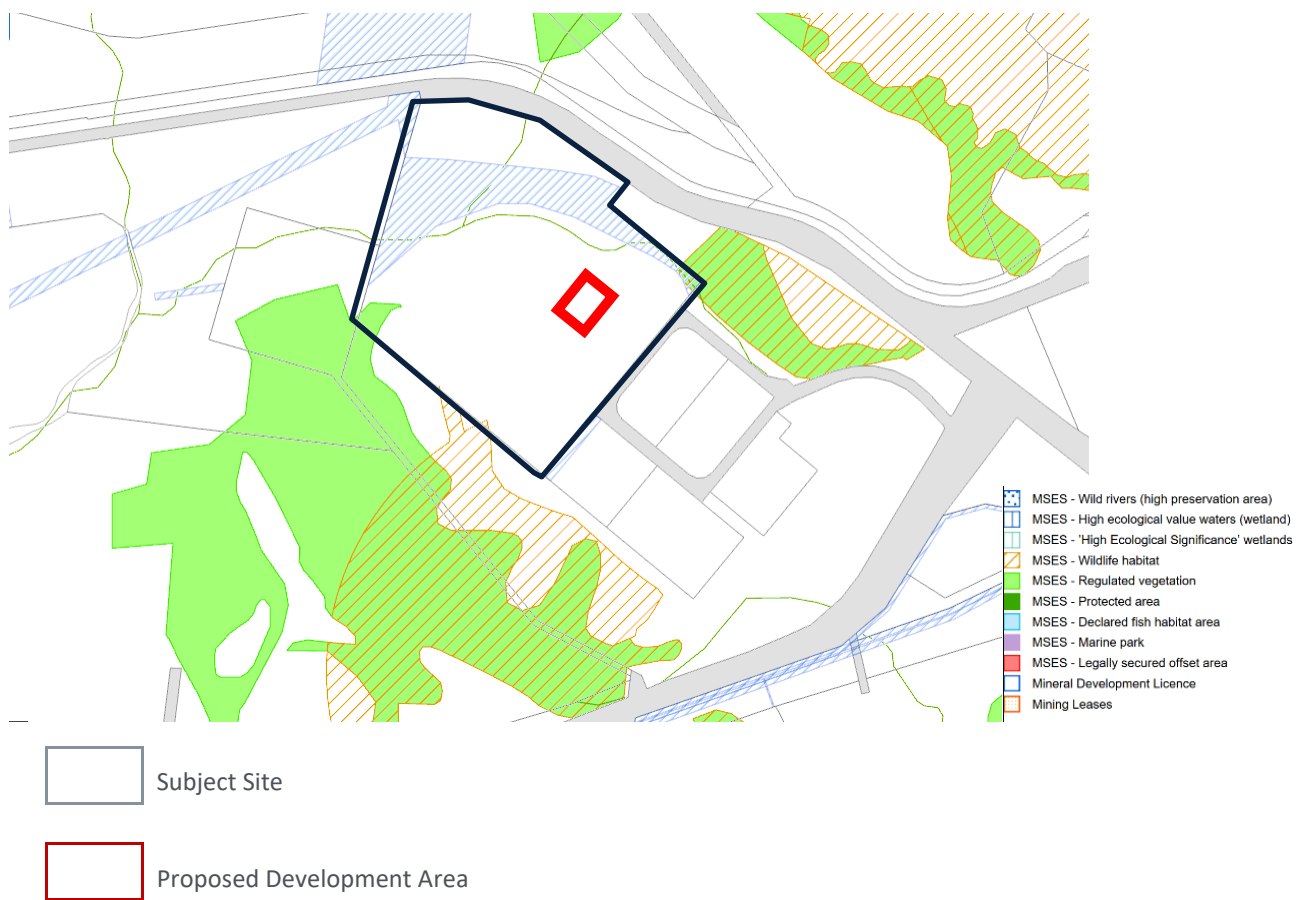 MSES - Wild rivers (high preservation area)
MSES - High ecological value waters (wetland)
MSES - 'High Ecological Significance' wetlands
MSES - Wildlife habitat
MSES - Regulated vegetation
MSES - Protected area
MSES - Declared fish habitat area
MSES - Marine park
MSES - Legally secured offset area
Mineral Development Licence
Mining Leases
Subject Site
Proposed Development Area